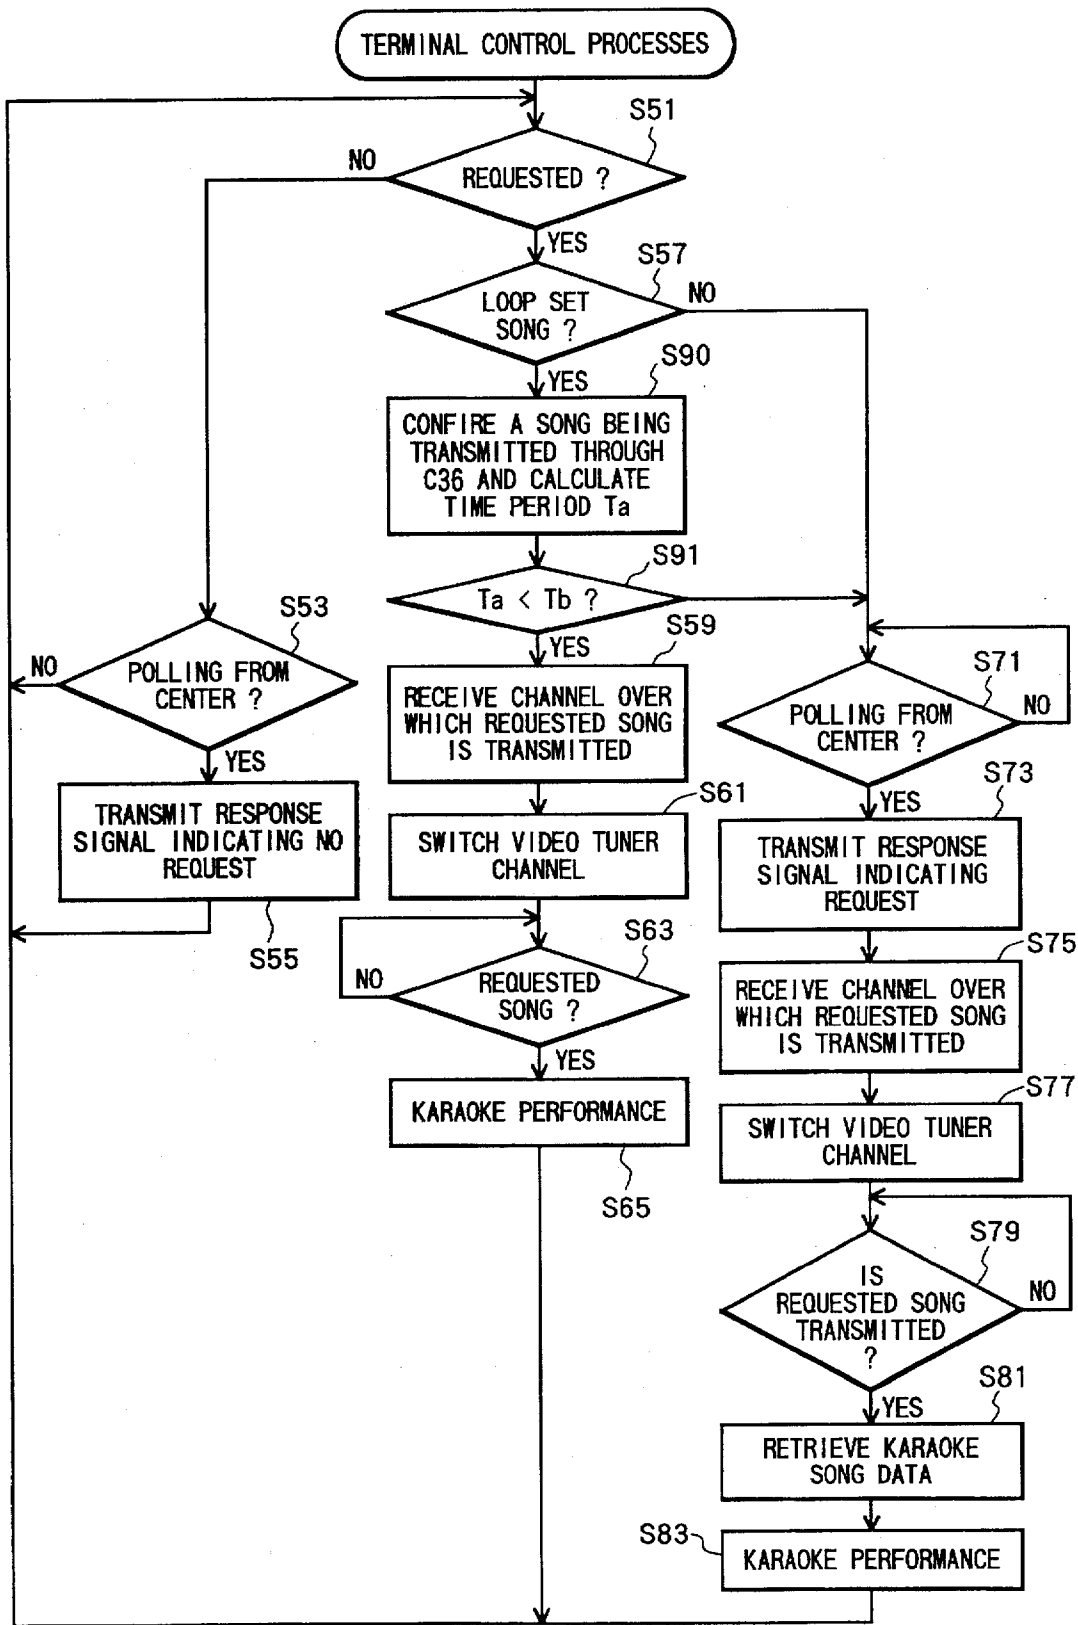 TERMINAL CONTROL PROCESSES
S51
NO
REQUESTED ?
YES
S57
LOOP SET
SONG ?
NO
YES
S90
CONFIRE A SONG BEING
TRANSMITTED THROUGH
C36 AND CALCULATE
TIME PERIOD Ta
S91
Ta < Tb ?
YES
S53
NO
POLLING FROM
CENTER ?
YES
TRANSMIT RESPONSE
SIGNAL INDICATING NO
REQUEST
S55
S59
RECEIVE CHANNEL OVER
WHICH REQUESTED SONG
IS TRANSMITTED
S61
SWITCH VIDEO TUNER
CHANNEL
S63
NO
REQUESTED
SONG ?
YES
KARAOKE PERFORMANCE
S65
S71
POLLING FROM
CENTER ?
NO
YES
S73
TRANSMIT RESPONSE
SIGNAL INDICATING
REQUEST
S75
RECEIVE CHANNEL OVER
WHICH REQUESTED SONG
IS TRANSMITTED
S77
SWITCH VIDEO TUNER
CHANNEL
S79
IS
REQUESTED SONG
TRANSMITTED
?
NO
YES
S81
RETRIEVE KARAOKE
SONG DATA
S83
KARAOKE PERFORMANCE